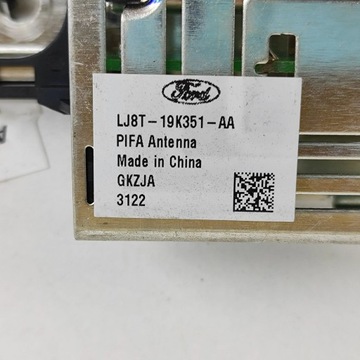 Ford
LJ8T-19K351-AA
PIFA Antenna
Made in China
GKZJA
3122